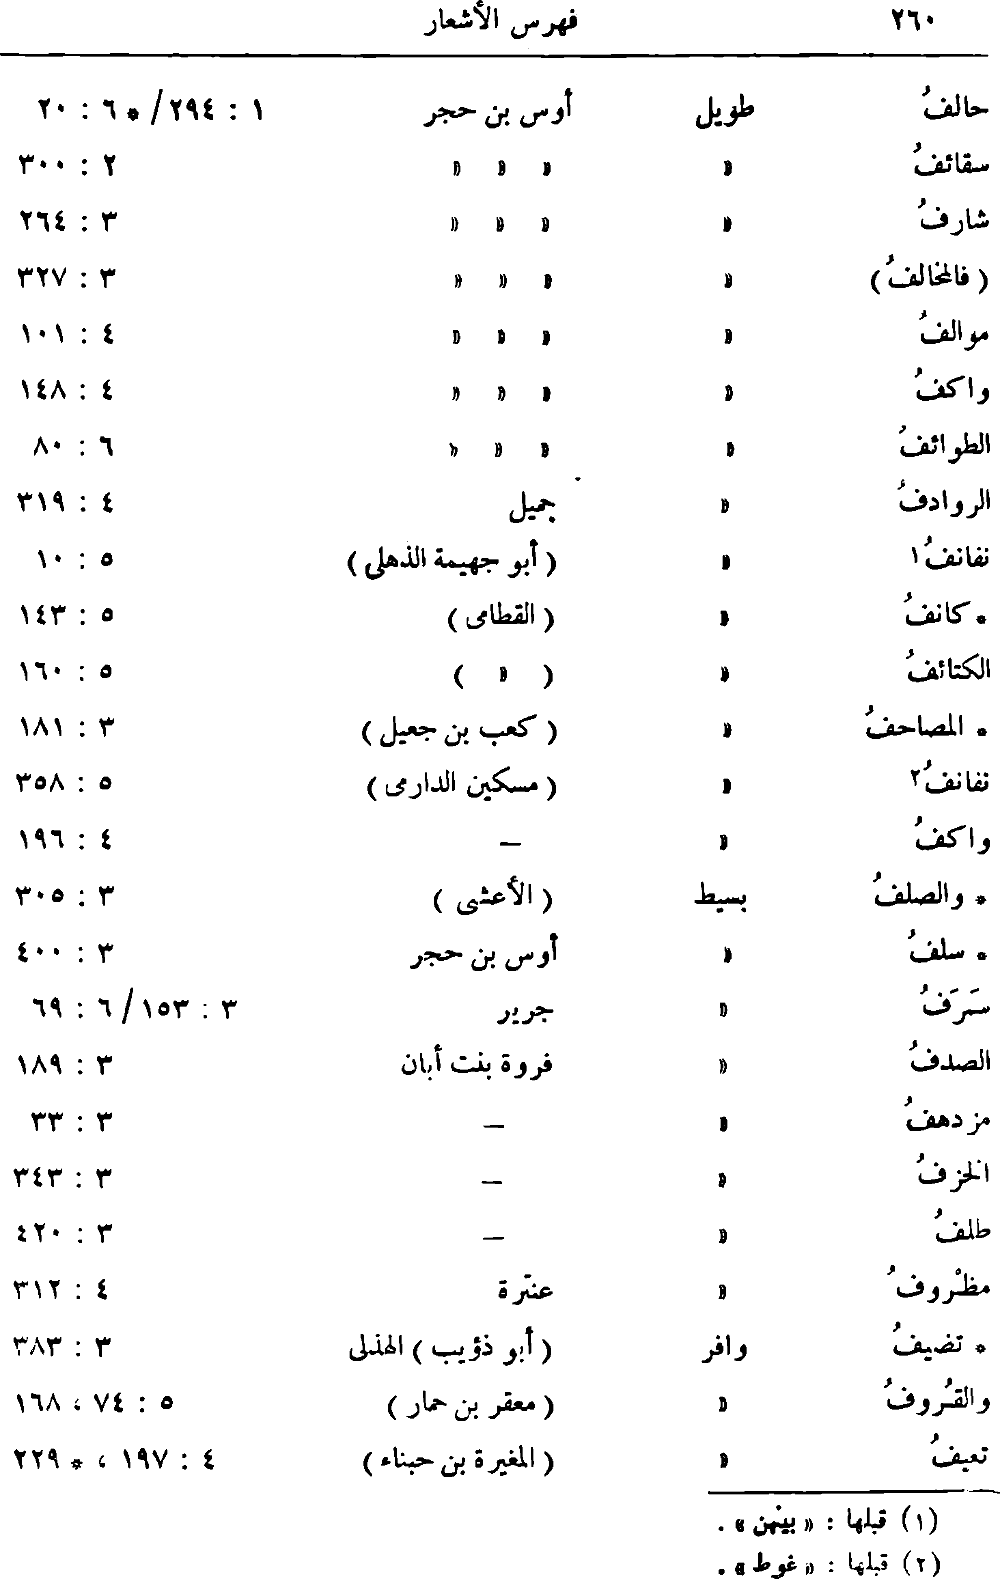 ٢٦٠ فهرس الأشعار
حالفُ طويل أوس بن حجر ١ : ٢٩٤/* ٦ : ٢٠
سقائفُ » » » » ٢ : ٣٠٠
شارفُ » » » » ٣ : ٢٦٤
( فالمخالفُ ) » » » » ٣ : ٣٢٧
موالفُ » » » » ٤ : ١٠١
واكفُ » » » » ٤ : ١٤٨
الطوائفُ » » » » ٦ : ٨٠
الروادفُ » جميل ٤ : ٣١٩
نفانفُ١ » ( أبو جهيمة الذهلى ) ٥ : ١٠
* كانفُ » ( القطامى ) ٥ : ١٤٣
الكتائفُ » ( » ) ٥ : ١٦٠
* المصاحفُ » ( كعب بن جعيل ) ٣ : ١٨١
نفانفُ٢ » ( مسكين الدارمى ) ٥ : ٣٥٨
واكفُ » – ٤ : ١٩٦
* والصلفُ بسيط ( الأعشى ) ٣ : ٣٠٥
* سلفُ » أوس بن حجر ٣ : ٤٠٠
سَرَفُ » جرير ٣ : ١٥٣/ ٦ : ٦٩
الصدفُ » فروة بنت أبان ٣ : ١٨٩
مزدهفُ » – ٣ : ٣٣
الخزفُ » – ٣ : ٣٤٣
طلفُ » – ٣ : ٤٢٠
مظْروفُ » عنترة ٤ : ٣١٢
* تضيفُ وافر ( أبو ذؤيب ) الهذلى ٣ : ٣٨٣
والقُروفُ » ( معقر بن حمار ) ٥ : ٧٤ ، ١٦٨
تعيفُ » ( المغيرة بن حبناء ) ٤ : ١٩٧ ، * ٢٢٩
(١) قبلها : « بينهن » .
(٢) قبلها : « غوط » .